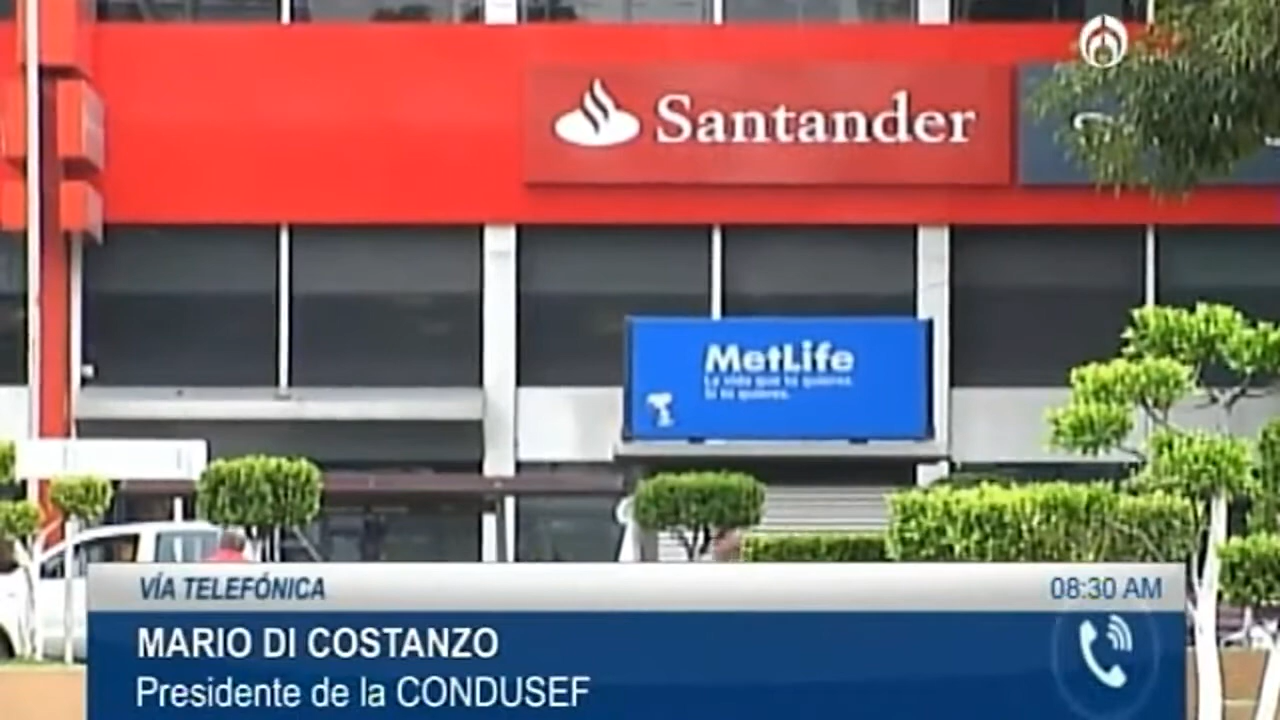 Santander
MetLife
La vida que tú quieres.
Si tú quieres.
VÍA TELEFÓNICA
08:30 AM
MARIO DI COSTANZO
Presidente de la CONDUSEF